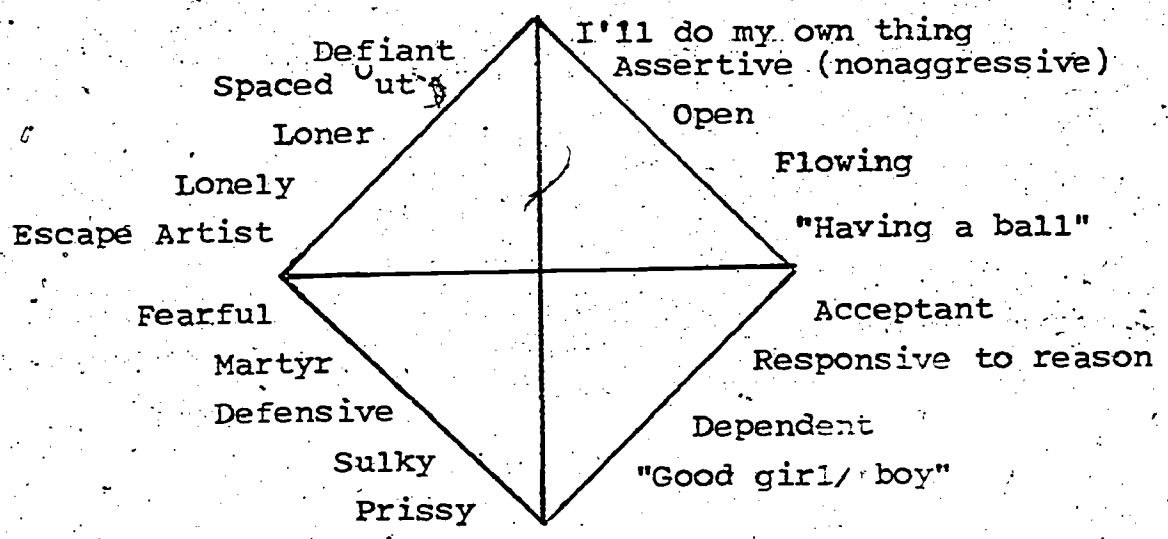 Defiant
Spaced Out
Loner
Lonely
Escape Artist
Fearful
Martyr
Defensive
Sulky
Prissy
I'll do my own thing
Assertive (nonaggressive)
Open
Flowing
"Having a ball"
Acceptant
Responsive to reason
Dependent
"Good girl/ boy"